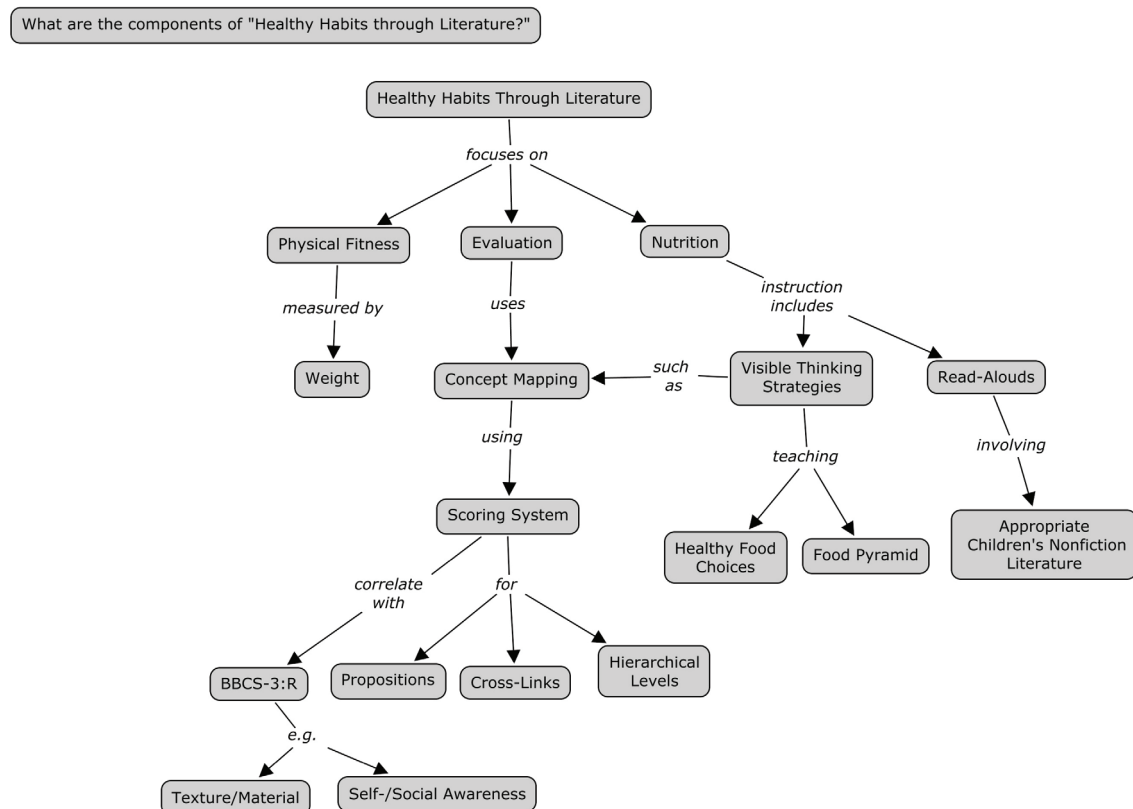 What are the components of "Healthy Habits through Literature?"
Healthy Habits Through Literature
focuses on
Physical Fitness
Evaluation
Nutrition
measured by
uses
instruction
includes
Weight
Concept Mapping
such
as
Visible Thinking
Strategies
Read-Alouds
using
teaching
involving
Scoring System
Healthy Food
Choices
Food Pyramid
Appropriate
Children's Nonfiction
Literature
correlate
with
for
BBCS-3:R
Propositions
Cross-Links
Hierarchical
Levels
e.g.
Texture/Material
Self-/Social Awareness